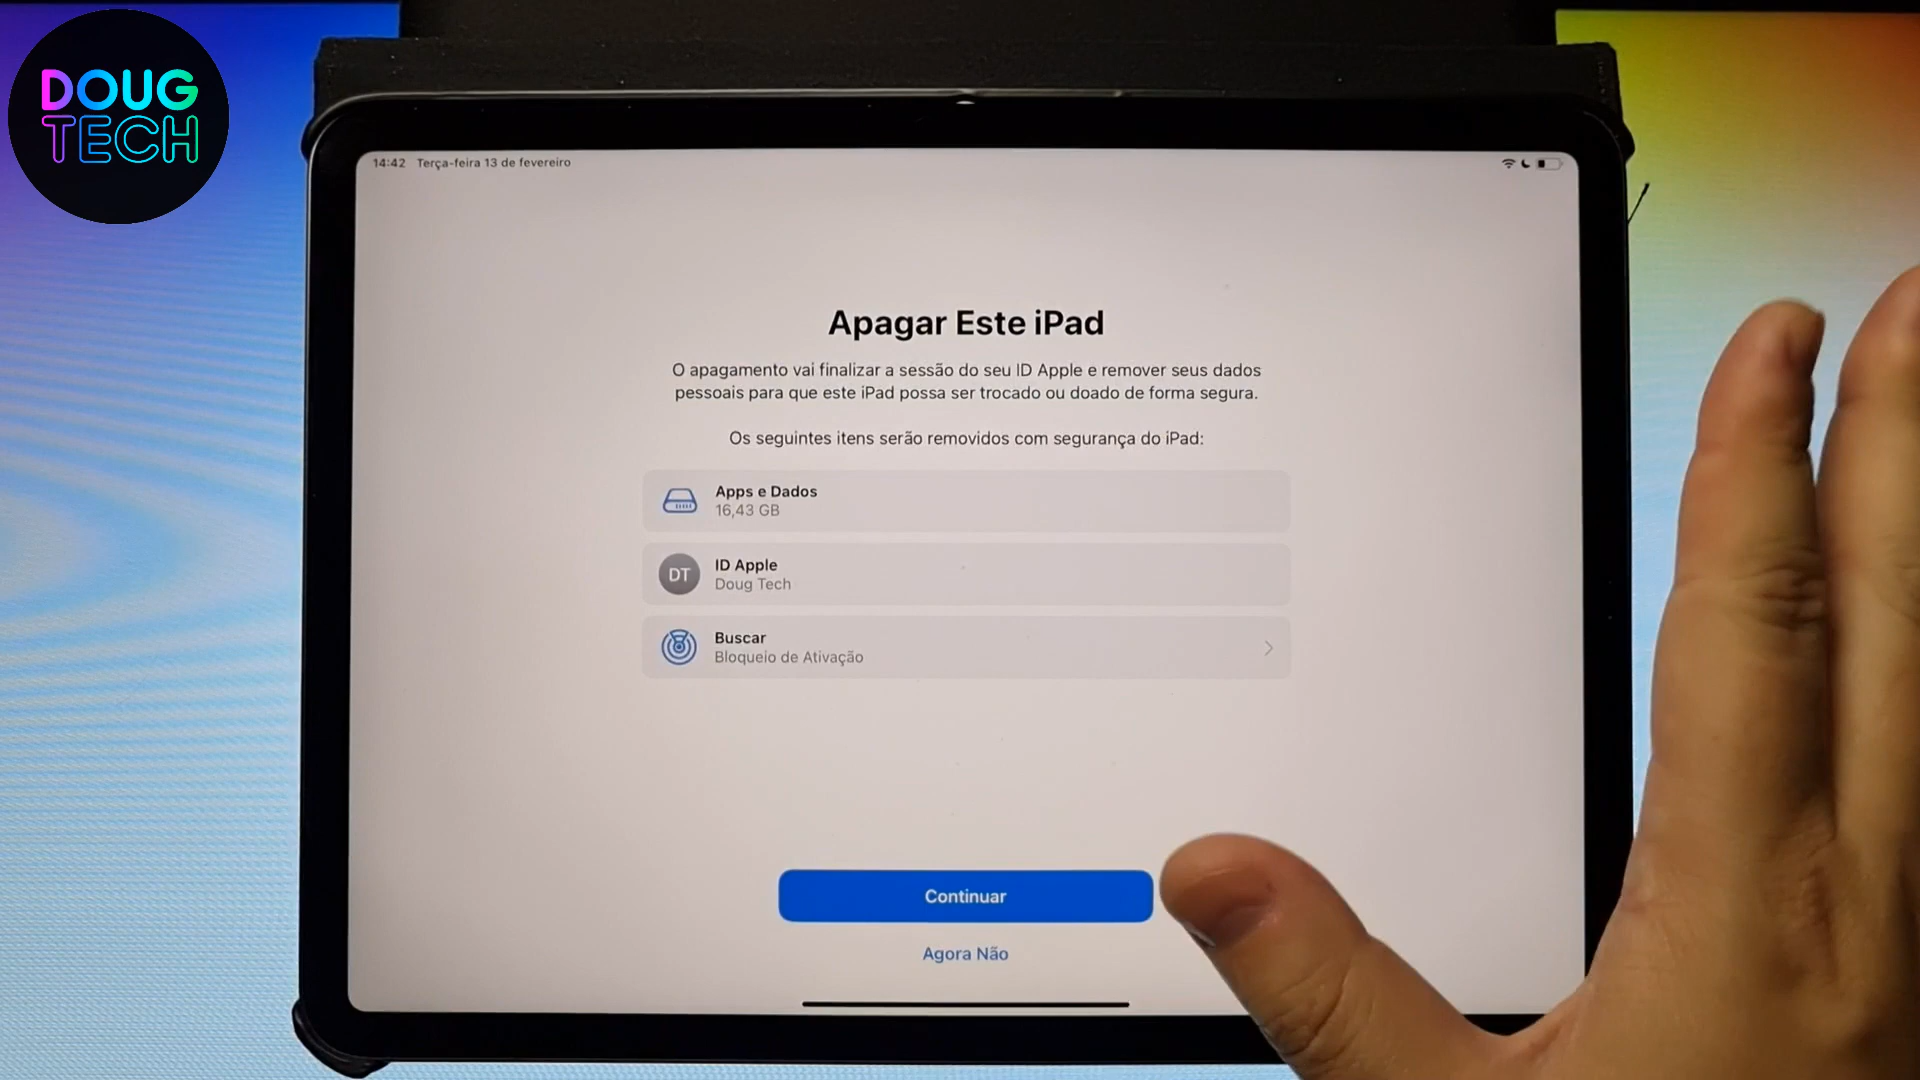 DOUG
TECH
14:42 Terça-feira 13 de fevereiro
Apagar Este iPad
O apagamento vai finalizar a sessão do seu ID Apple e remover seus dados
pessoais para que este iPad possa ser trocado ou doado de forma segura.
Os seguintes itens serão removidos com segurança do iPad:
Apps e Dados
16,43 GB
DT
ID Apple
Doug Tech
Buscar
Bloqueio de Ativação
Continuar
Agora Não